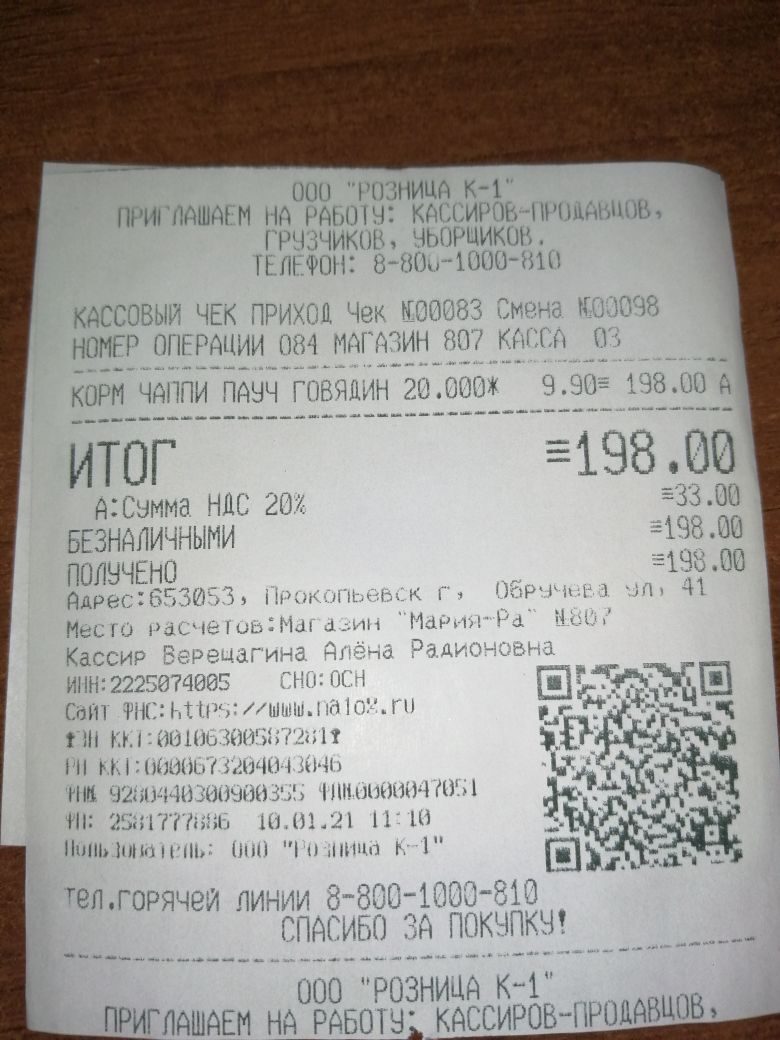 ООО "РОЗНИЦА К-1"
ПРИГЛАШАЕМ НА РАБОТУ: КАССИРОВ-ПРОДАВЦОВ,
ГРУЗЧИКОВ, УБОРЩИКОВ.
ТЕЛЕФОН: 8-800-1000-810
КАССОВЫЙ ЧЕК ПРИХОД Чек №00083 Смена №00098
НОМЕР ОПЕРАЦИИ 084 МАГАЗИН 807 КАССА 03
КОРМ ЧАППИ ПАУЧ ГОВЯДИН 20.000* 9.90= 198.00 А
ИТОГ =198.00
А:Сумма НДС 20% =33.00
БЕЗНАЛИЧНЫМИ =198.00
ПОЛУЧЕНО =198.00
Адрес:653053, Прокопьевск г, Обручева ул, 41
Место расчетов:Магазин "Мария-Ра" №807
Кассир Верещагина Алёна Радионовна
ИНН:2225074005 СНО:ОСН
Сайт ФНС:https://www.nalog.ru
ЗН ККТ:00106300587281
РН ККТ:0000673204043046
ФН№ 9280440300900355 ФД№0000047051
ФП: 2581777886 10.01.21 11:10
Пользователь: ООО "Розница К-1"
тел.горячей линии 8-800-1000-810
СПАСИБО ЗА ПОКУПКУ!
ООО "РОЗНИЦА К-1"
ПРИГЛАШАЕМ НА РАБОТУ: КАССИРОВ-ПРОДАВЦОВ,